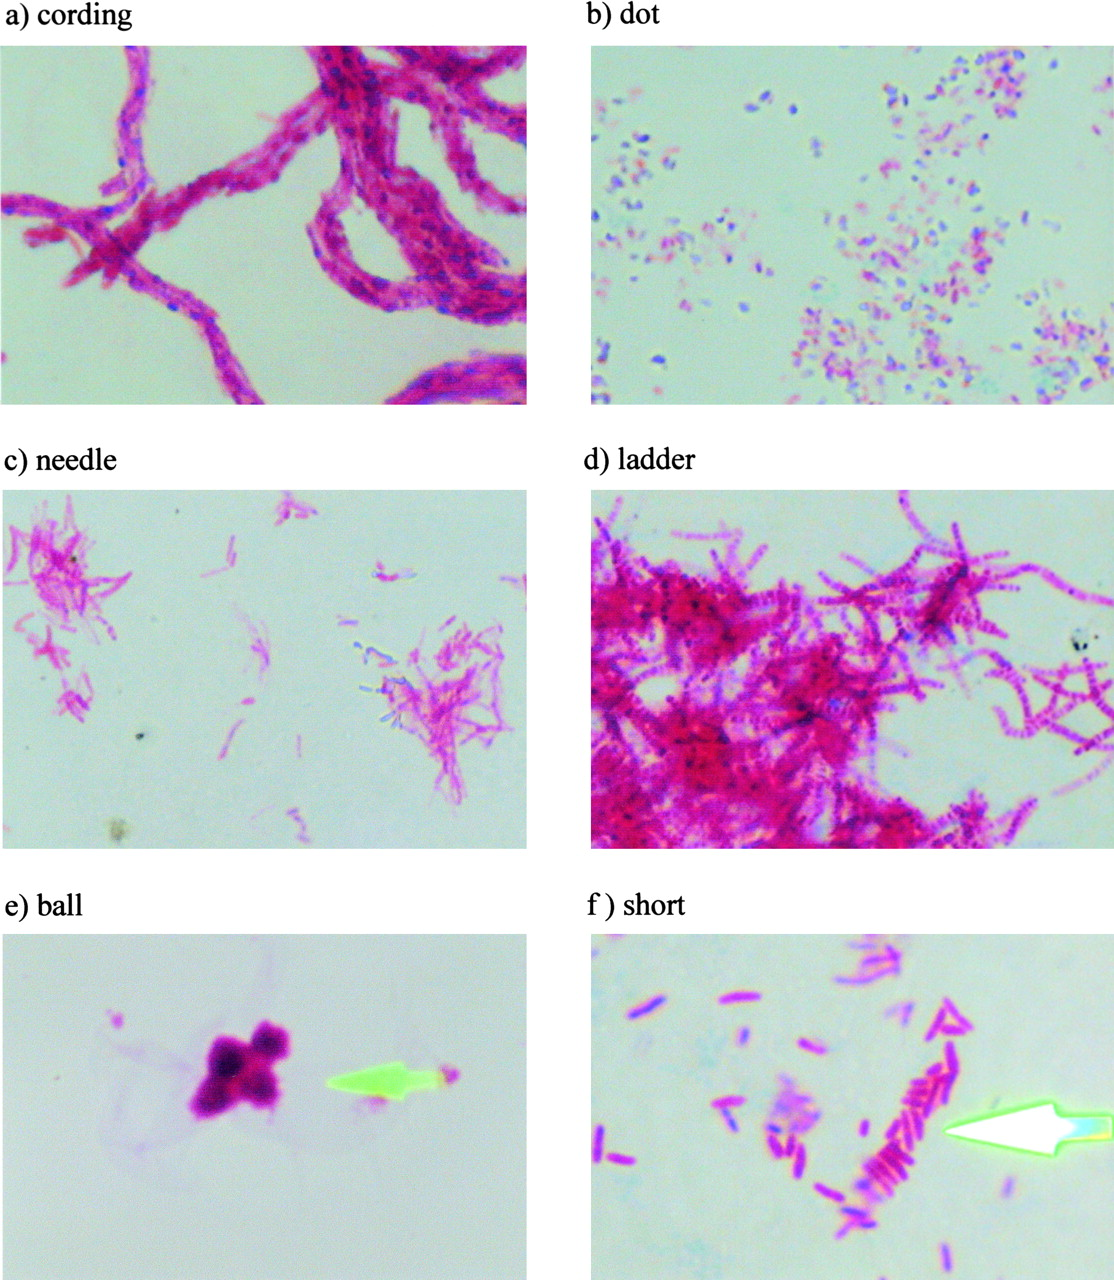 a) cording
b) dot
c) needle
d) ladder
e) ball
f ) short